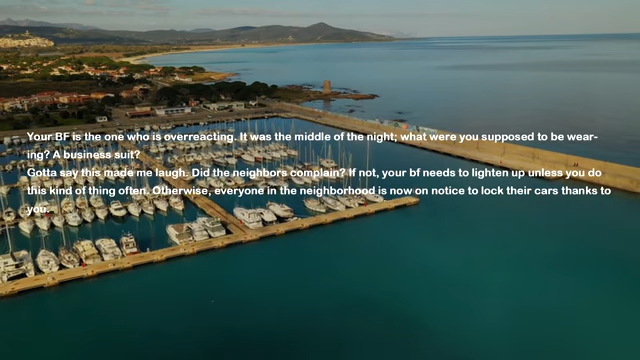 Your BF is the one who is overreacting. It was the middle of the night; what were you supposed to be wear-
ing? A business suit?
Gotta say this made me laugh. Did the neighbors complain? If not, your bf needs to lighten up unless you do
this kind of thing often. Otherwise, everyone in the neighborhood is now on notice to lock their cars thanks to
you.